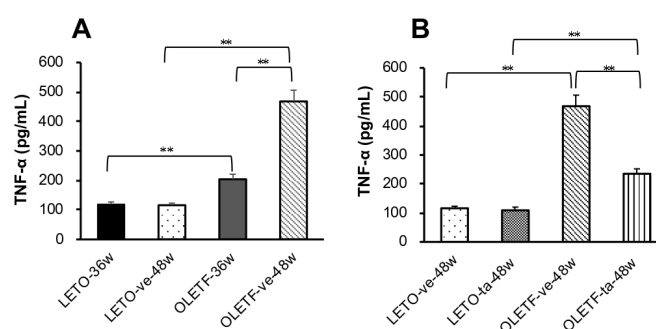 A
**
**
**
TNF-α (pg/mL)
600
500
400
300
200
100
0
LETO-36w
LETO-ve-48w
OLETF-36w
OLETF-ve-48w
B
**
**
**
TNF-α (pg/mL)
600
500
400
300
200
100
0
LETO-ve-48w
LETO-ta-48w
OLETF-ve-48w
OLETF-ta-48w